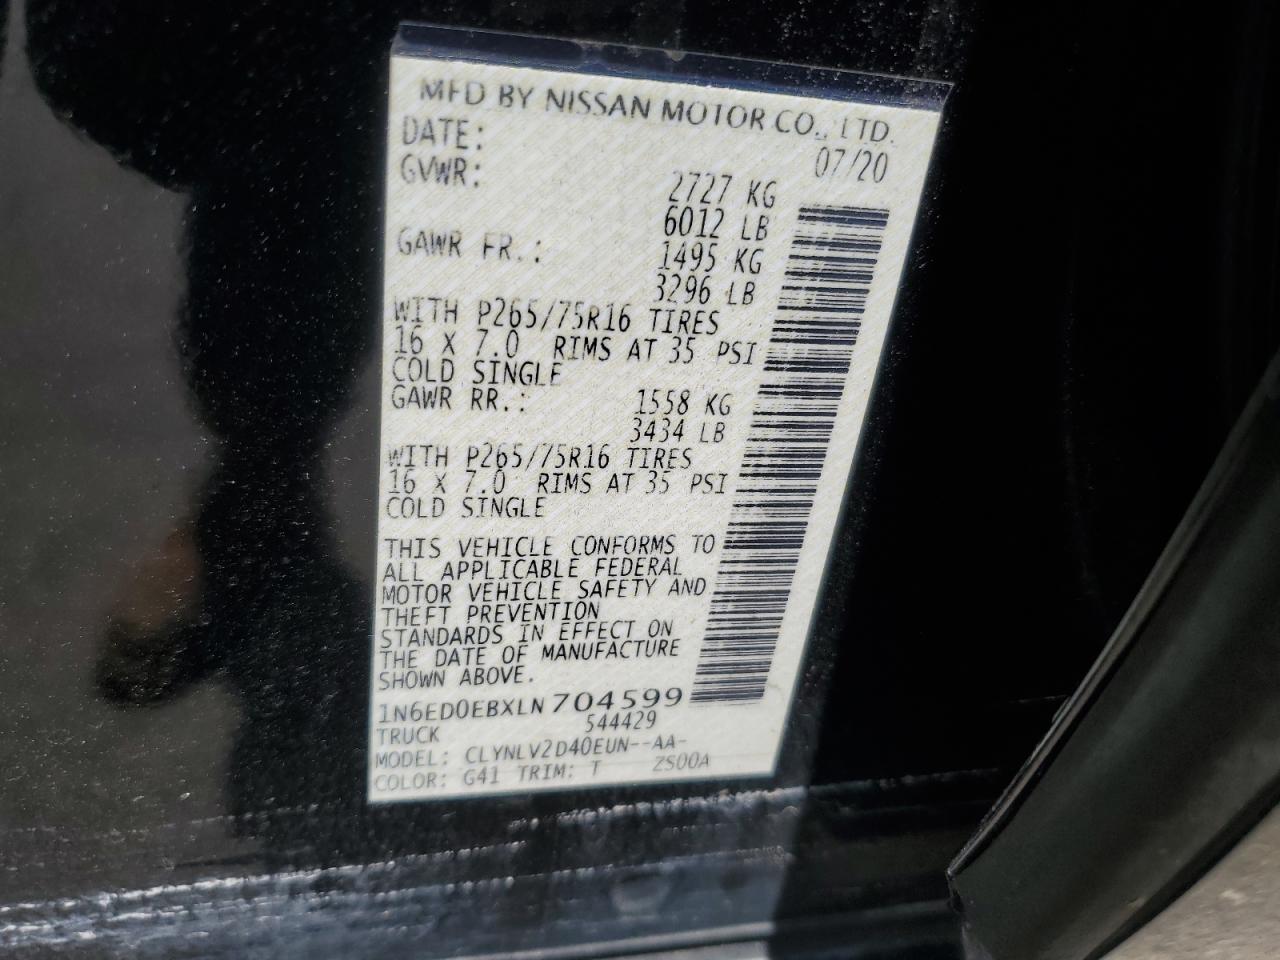 MFD BY NISSAN MOTOR CO., LTD.
DATE: 07/20
GVWR: 2727 KG
6012 LB
GAWR FR.: 1495 KG
3296 LB
WITH P265/75R16 TIRES
16 X 7.0 RIMS AT 35 PSI
COLD SINGLE
GAWR RR.: 1558 KG
3434 LB
WITH P265/75R16 TIRES
16 X 7.0 RIMS AT 35 PSI
COLD SINGLE
THIS VEHICLE CONFORMS TO
ALL APPLICABLE FEDERAL
MOTOR VEHICLE SAFETY AND
THEFT PREVENTION
STANDARDS IN EFFECT ON
THE DATE OF MANUFACTURE
SHOWN ABOVE.
1N6ED0EBXLN704599
TRUCK 544429
MODEL: CLYNLV2D40EUN--AA-
COLOR: G41 TRIM: T ZS00A